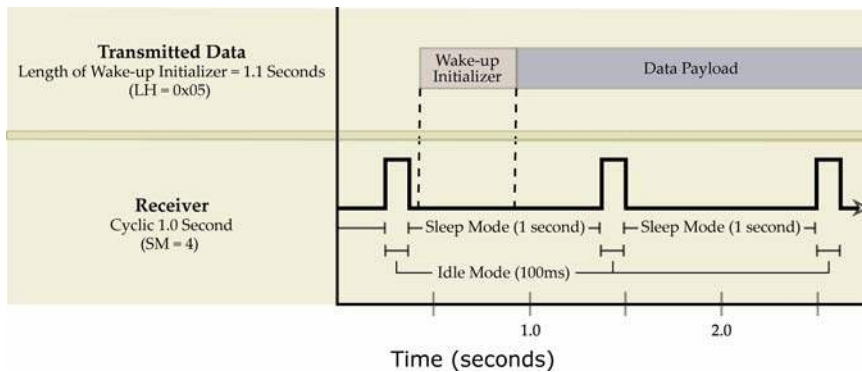 Transmitted Data
Length of Wake-up Initializer = 1.1 Seconds
(LH = 0x05)
Wake-up
Initializer
Data Payload
Receiver
Cyclic 1.0 Second
(SM = 4)
Sleep Mode (1 second)
Sleep Mode (1 second)
Idle Mode (100ms)
1.0
2.0
Time (seconds)